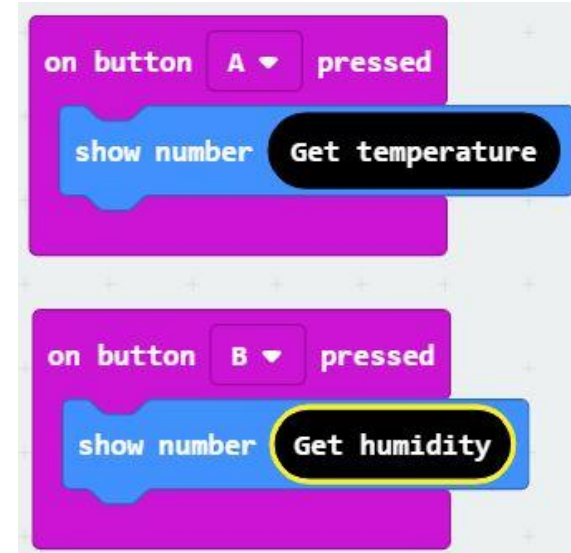 on button A pressed
show number Get temperature
on button B pressed
show number Get humidity